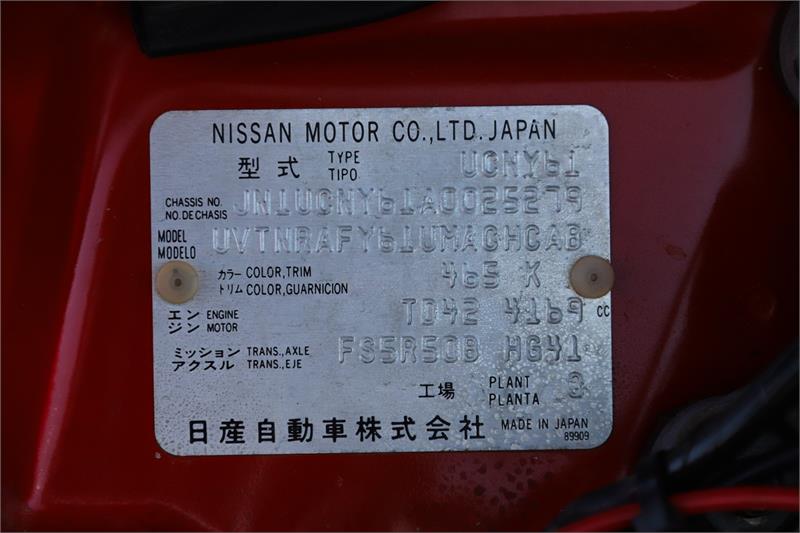 NISSAN MOTOR CO.,LTD. JAPAN
型式 TYPE TIPO UCNY61
CHASSIS NO. NO. DE CHASIS JN1UCNY61A0025279
MODEL MODELO UVTNRAFY61UMACHCAB
カラー COLOR,TRIM 465 K
トリム COLOR,GUARNICION
エンジン ENGINE MOTOR TD42 4169 CC
ミッション TRANS.,AXLE FS5R50B HG41
アクスル TRANS.,EJE
工場 PLANT PLANTA 3
日産自動車株式会社 MADE IN JAPAN
89909